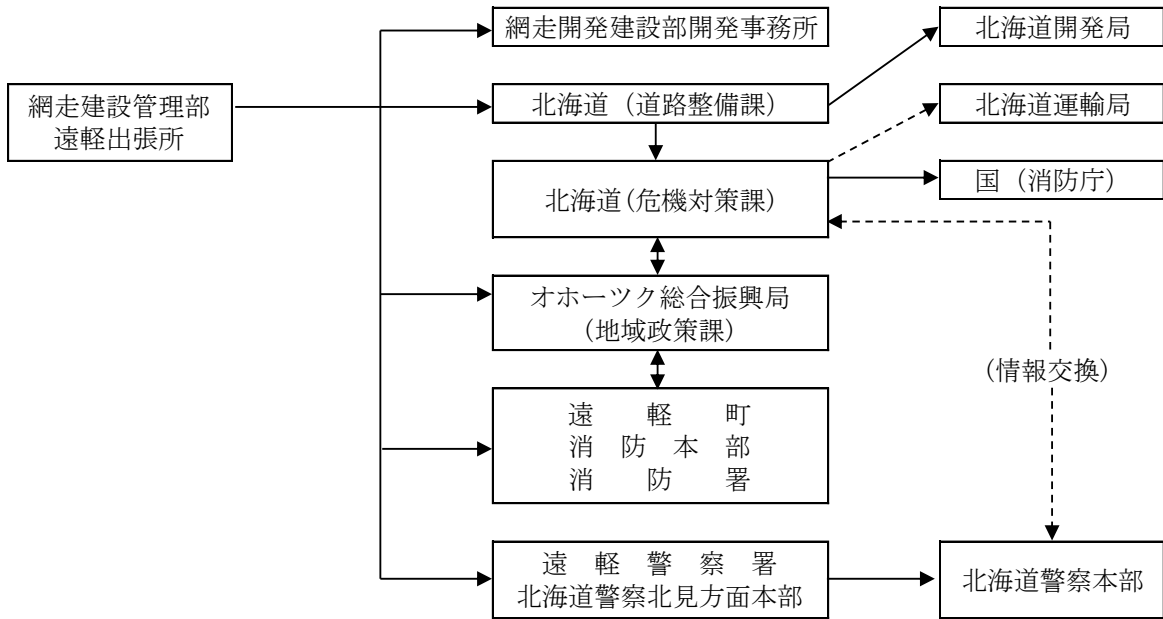 網走建設管理部
遠軽出張所
網走開発建設部開発事務所
北海道開発局
北海道（道路整備課）
北海道運輸局
国（消防庁）
北海道(危機対策課)
オホーツク総合振興局
（地域政策課）
（情報交換）
遠　　軽　　町
消　防　本　部
消　　防　　署
遠　軽　警　察　署
北海道警察北見方面本部
北海道警察本部